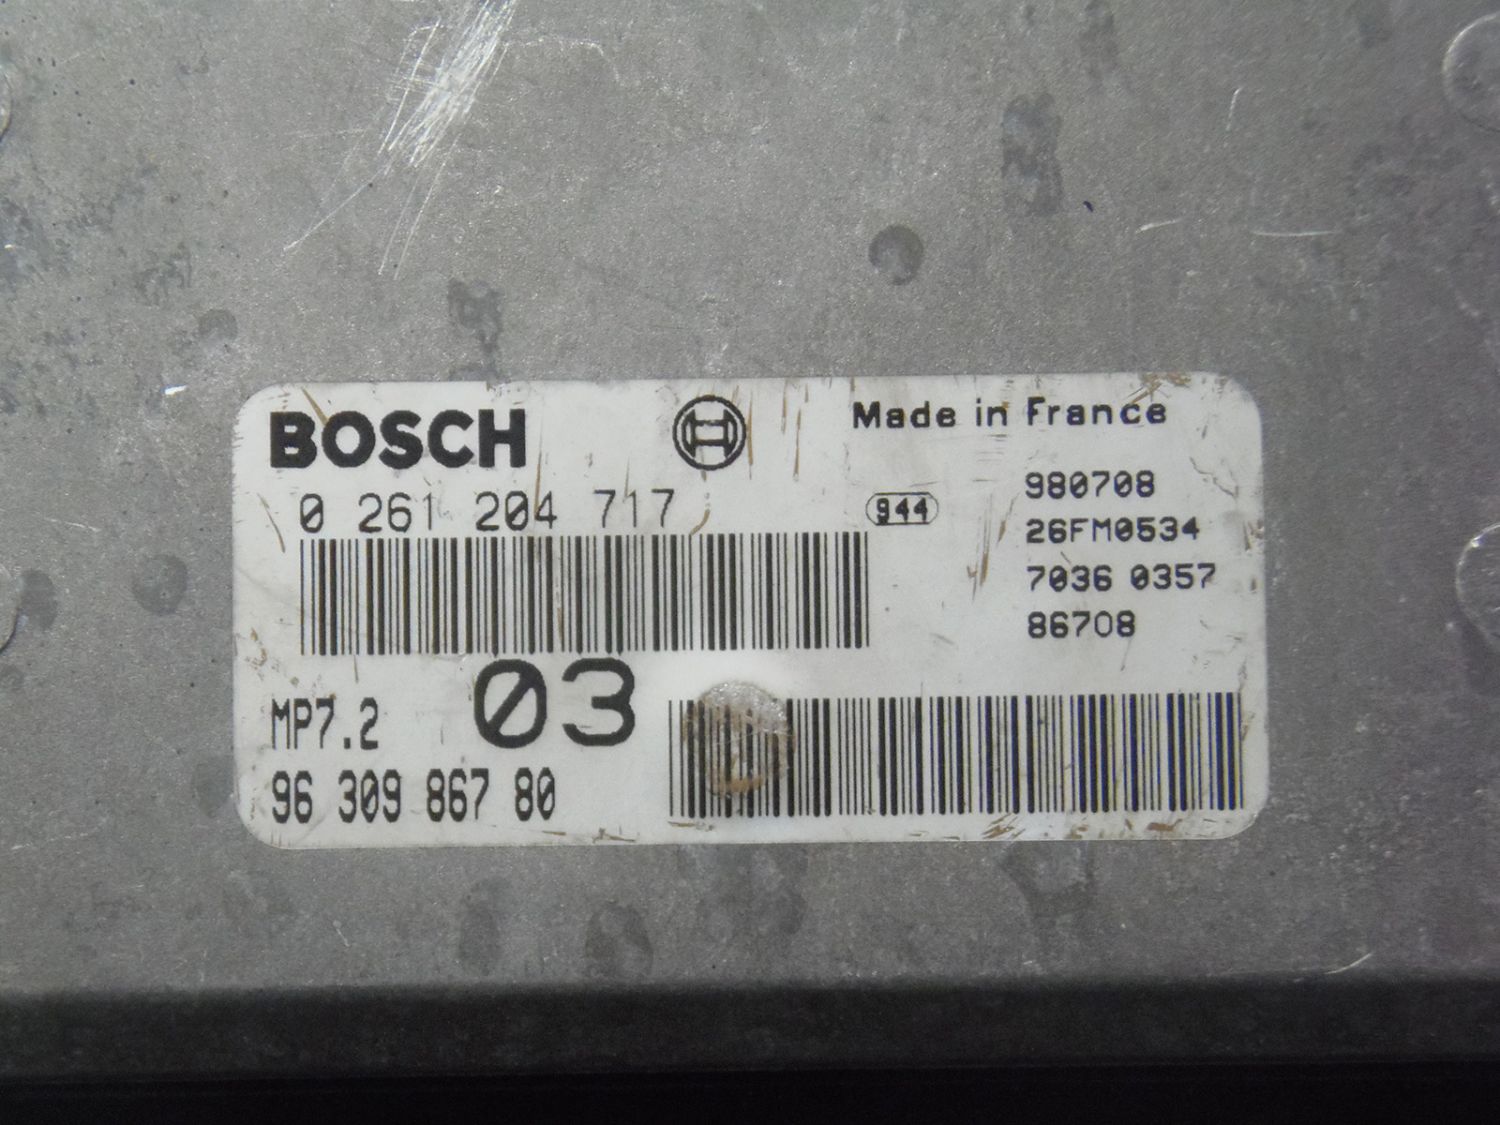 BOSCH
Made in France
0 261 204 717
944
980708
26FM0534
7036 0357
86708
MP7.2
03
96 309 867 80